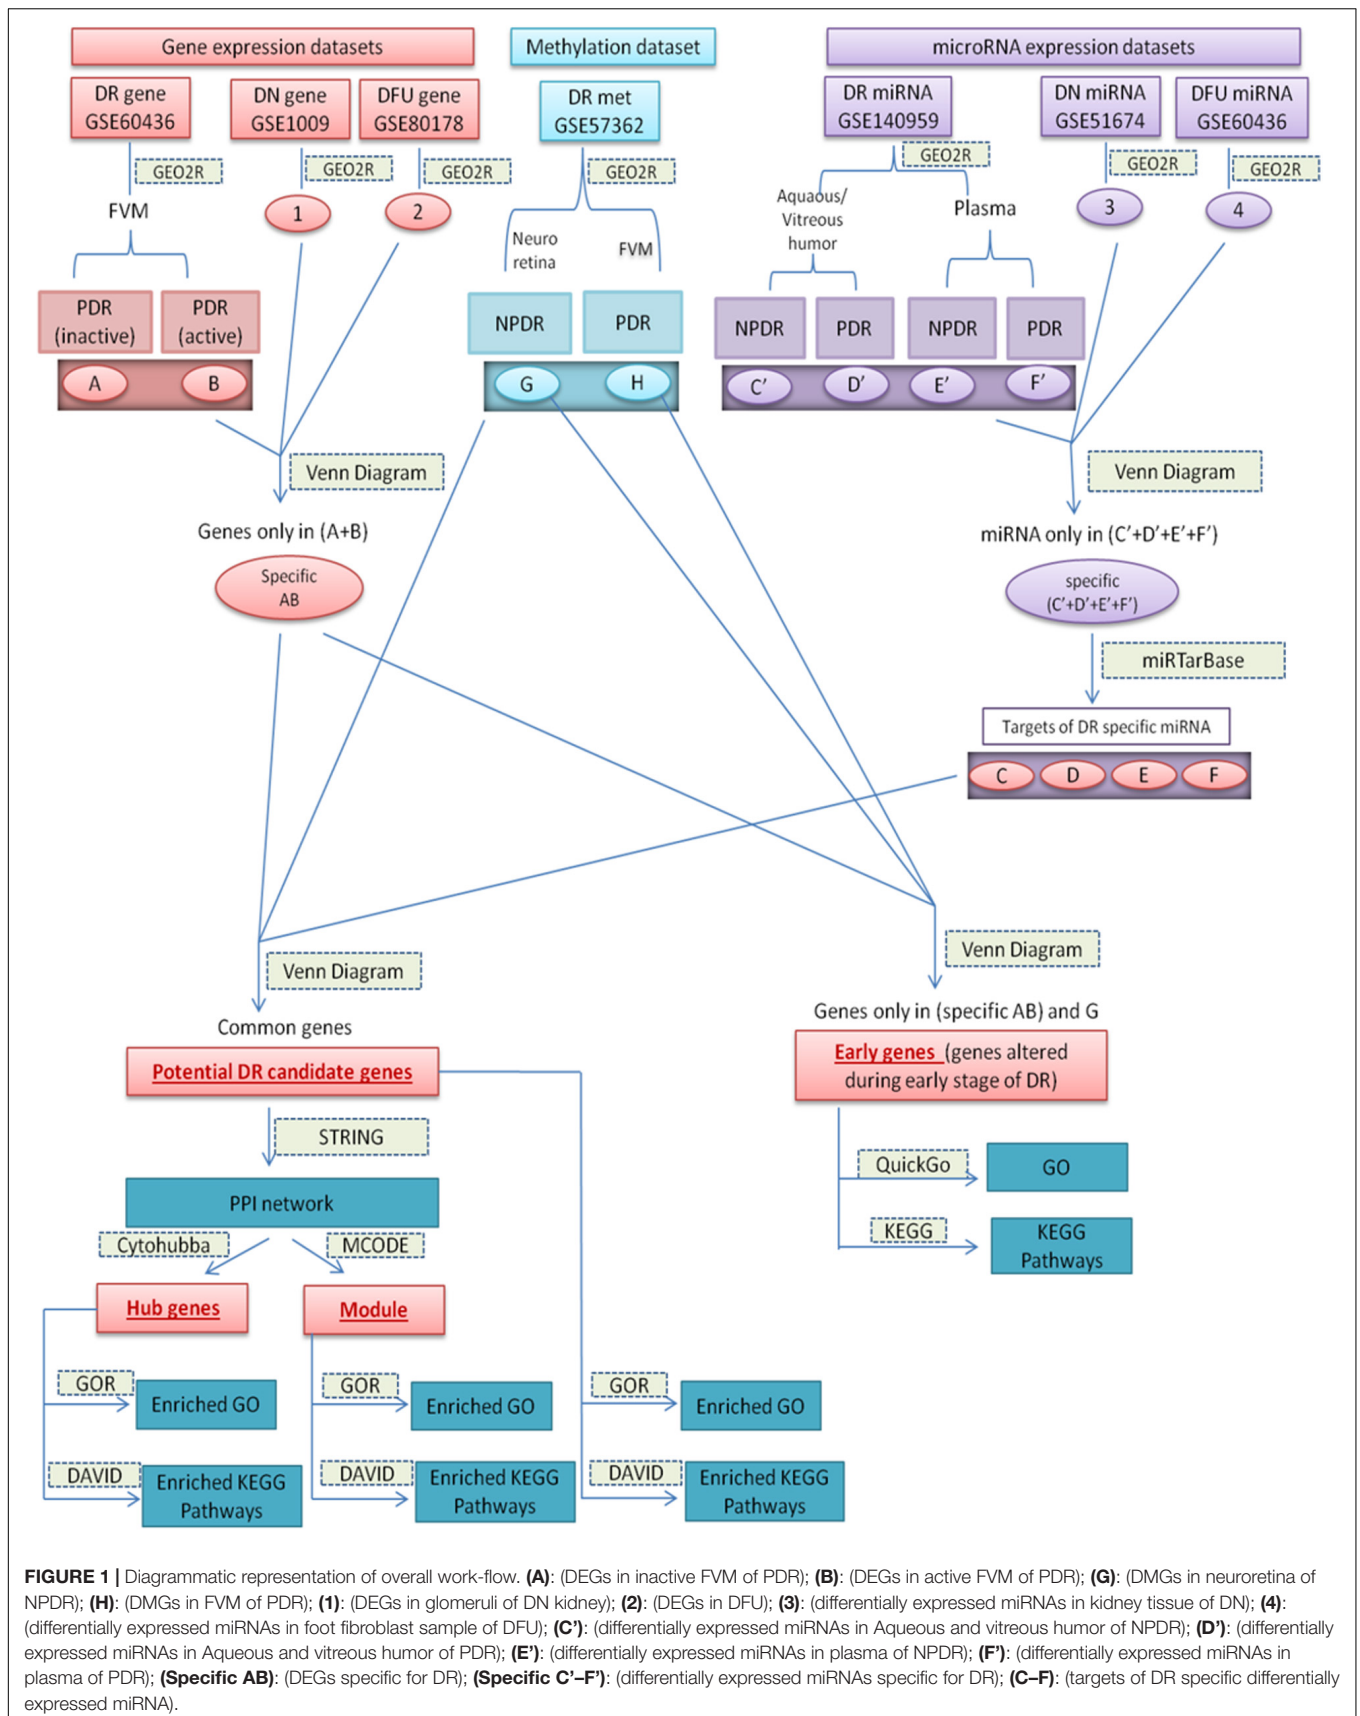 Gene expression datasets
Methylation dataset
microRNA expression datasets
DR gene
GSE60436
DN gene
GSE1009
DFU gene
GSE80178
DR met
GSE57362
DR miRNA
GSE140959
DN miRNA
GSE51674
DFU miRNA
GSE60436
GEO2R
GEO2R
GEO2R
GEO2R
GEO2R
GEO2R
GEO2R
FVM
1
2
Neuro
retina
FVM
Aquaous/
Vitreous
humor
Plasma
3
4
PDR
(inactive)
PDR
(active)
NPDR
PDR
NPDR
PDR
NPDR
PDR
A
B
G
H
C’
D’
E’
F’
Venn Diagram
Venn Diagram
Genes only in (A+B)
miRNA only in (C’+D’+E’+F’)
Specific
AB
specific
(C’+D’+E’+F’)
miRTarBase
Targets of DR specific miRNA
C
D
E
F
Venn Diagram
Venn Diagram
Common genes
Genes only in (specific AB) and G
Potential DR candidate genes
Early genes (genes altered
during early stage of DR)
STRING
QuickGo
GO
PPI network
KEGG
KEGG
Pathways
Cytohubba
MCODE
Hub genes
Module
GOR
Enriched GO
GOR
Enriched GO
GOR
Enriched GO
DAVID
Enriched KEGG
Pathways
DAVID
Enriched KEGG
Pathways
DAVID
Enriched KEGG
Pathways
FIGURE 1 | Diagrammatic representation of overall work-flow. (A): (DEGs in inactive FVM of PDR); (B): (DEGs in active FVM of PDR); (G): (DMGs in neuroretina of
NPDR); (H): (DMGs in FVM of PDR); (1): (DEGs in glomeruli of DN kidney); (2): (DEGs in DFU); (3): (differentially expressed miRNAs in kidney tissue of DN); (4):
(differentially expressed miRNAs in foot fibroblast sample of DFU); (C’): (differentially expressed miRNAs in Aqueous and vitreous humor of NPDR); (D’): (differentially
expressed miRNAs in Aqueous and vitreous humor of PDR); (E’): (differentially expressed miRNAs in plasma of NPDR); (F’): (differentially expressed miRNAs in
plasma of PDR); (Specific AB): (DEGs specific for DR); (Specific C’–F’): (differentially expressed miRNAs specific for DR); (C–F): (targets of DR specific differentially
expressed miRNA).